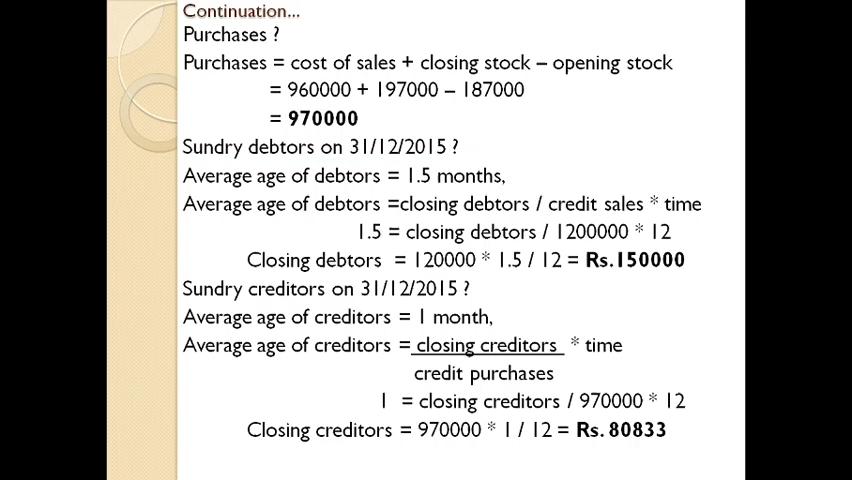 Continuation...
Purchases ?
Purchases = cost of sales + closing stock – opening stock
= 960000 + 197000 – 187000
= 970000
Sundry debtors on 31/12/2015 ?
Average age of debtors = 1.5 months,
Average age of debtors =closing debtors / credit sales * time
1.5 = closing debtors / 1200000 * 12
Closing debtors = 120000 * 1.5 / 12 = Rs.150000
Sundry creditors on 31/12/2015 ?
Average age of creditors = 1 month,
Average age of creditors = closing creditors * time
credit purchases
1 = closing creditors / 970000 * 12
Closing creditors = 970000 * 1 / 12 = Rs. 80833